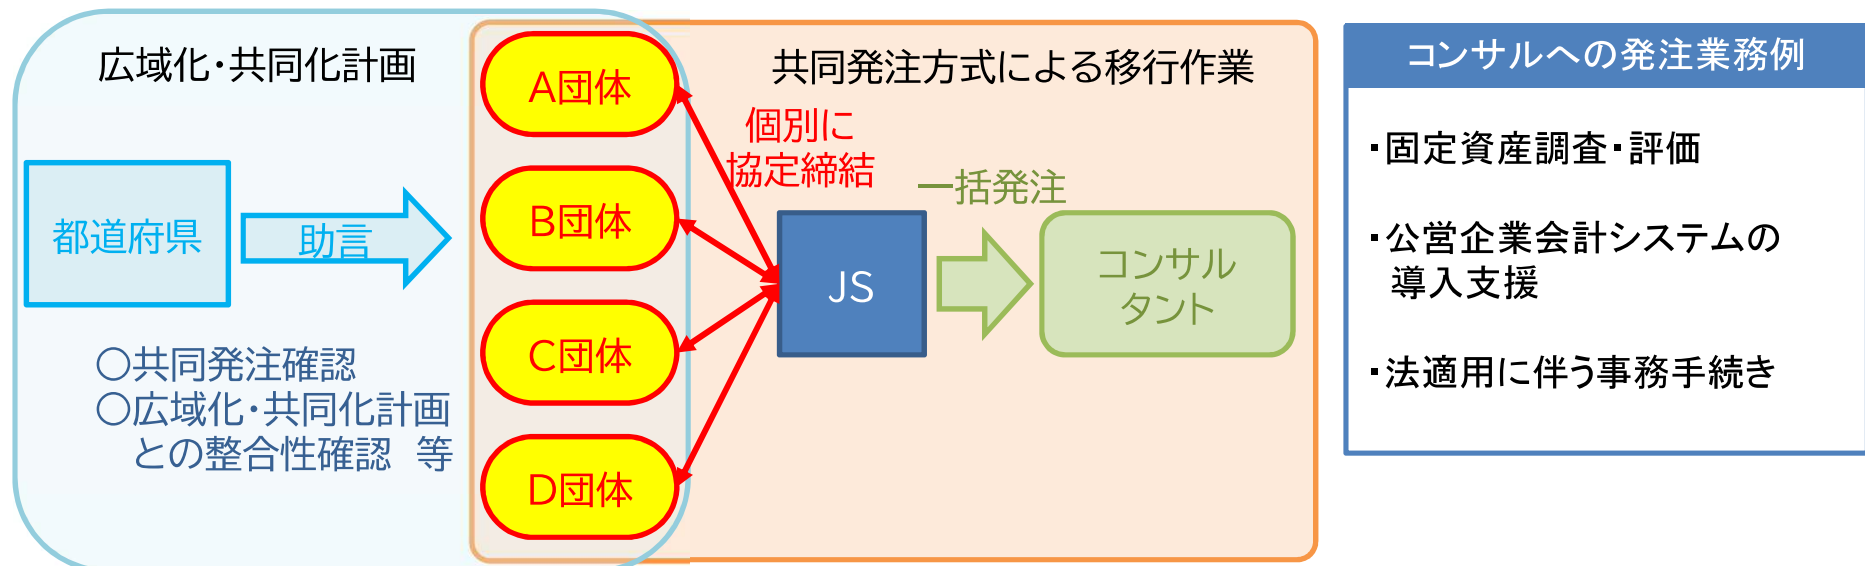 広域化・共同化計画
都道府県
助言
〇共同発注確認
〇広域化・共同化計画
との整合性確認　等
A団体
B団体
C団体
D団体
共同発注方式による移行作業
個別に
協定締結
JS
一括発注
コンサル
タント
コンサルへの発注業務例
・固定資産調査・評価
・公営企業会計システムの
導入支援
・法適用に伴う事務手続き